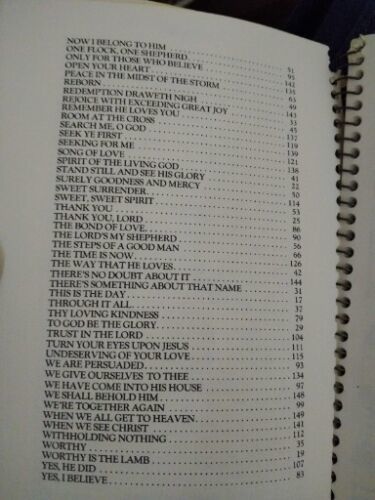 NOW I BELONG TO HIM 51
ONE FLOCK, ONE SHEPHERD 95
ONLY FOR THOSE WHO BELIEVE 142
OPEN YOUR HEART
PEACE IN THE MIDST OF THE STORM 61
REBORN 49
REDEMPTION DRAWETH NIGH 143
REJOICE WITH EXCEEDING GREAT JOY 33
REMEMBER HE LOVES YOU 45
ROOM AT THE CROSS 137
SEARCH ME, O GOD 119
SEEK YE FIRST 139
SEEKING FOR ME 121
SONG OF LOVE 138
SPIRIT OF THE LIVING GOD 41
STAND STILL AND SEE HIS GLORY 22
SURELY GOODNESS AND MERCY 50
SWEET SURRENDER 114
SWEET, SWEET SPIRIT 53
THANK YOU 25
THANK YOU, LORD 86
THE BOND OF LOVE 90
THE LORD'S MY SHEPHERD 56
THE STEPS OF A GOOD MAN 66
THE TIME IS NOW 126
THE WAY THAT HE LOVES 42
THERE'S NO DOUBT ABOUT IT 144
THERE'S SOMETHING ABOUT THAT NAME 31
THIS IS THE DAY 17
THROUGH IT ALL 37
THY LOVING KINDNESS 79
TO GOD BE THE GLORY 29
TRUST IN THE LORD 104
TURN YOUR EYES UPON JESUS 111
UNDESERVING OF YOUR LOVE 115
WE ARE PERSUADED 93
WE GIVE OURSELVES TO THEE 134
WE HAVE COME INTO HIS HOUSE 97
WE SHALL BEHOLD HIM 148
WE'RE TOGETHER AGAIN 99
WHEN WE ALL GET TO HEAVEN 149
WHEN WE SEE CHRIST 141
WITHHOLDING NOTHING 112
WORTHY 35
WORTHY IS THE LAMB 19
YES, HE DID 107
YES, I BELIEVE 83